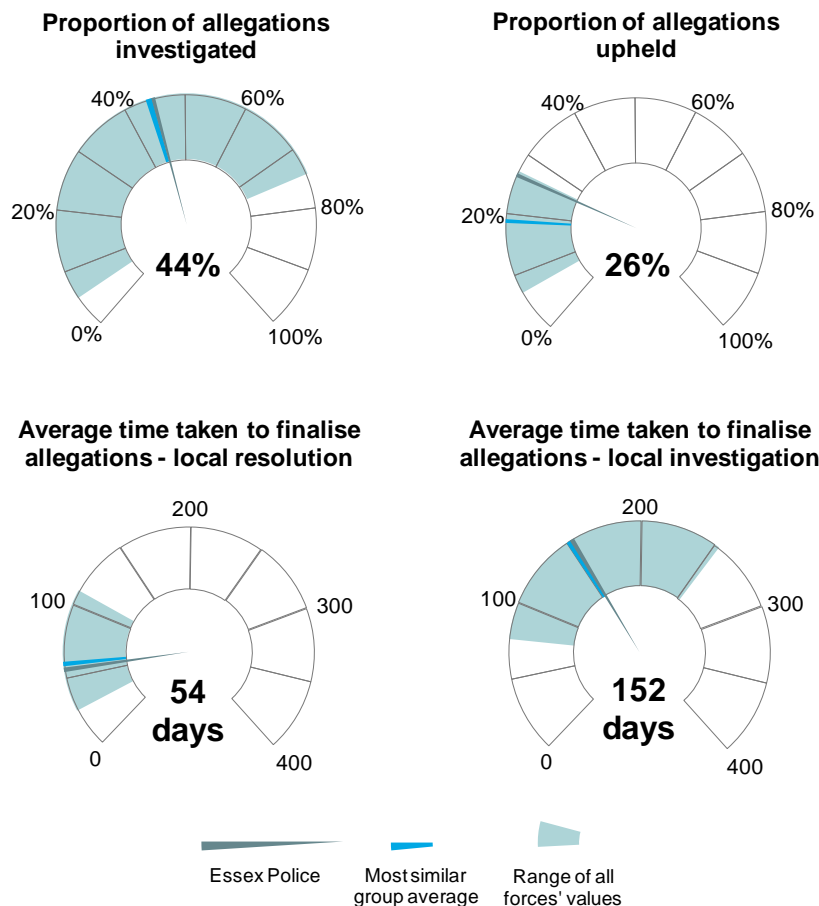 Proportion of allegations
investigated
40%
60%
20%
80%
44%
0%
100%
Proportion of allegations
upheld
40%
60%
20%
80%
26%
0%
100%
Average time taken to finalise
allegations - local resolution
200
100
300
54
days
0
400
Average time taken to finalise
allegations - local investigation
200
100
300
152
days
0
400
Essex Police
Most similar
group average
Range of all
forces' values